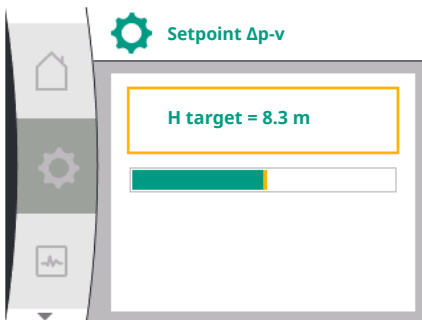 Setpoint Δp-v
H target = 8.3 m